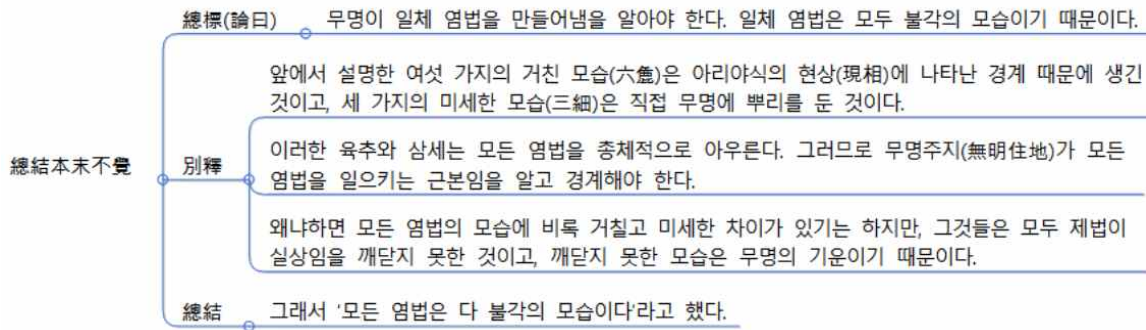 總標(論曰) 무명이 일체 염법을 만들어냄을 알아야 한다. 일체 염법은 모두 불각의 모습이기 때문이다.
앞에서 설명한 여섯 가지의 거친 모습(六麁)은 아리야식의 현상(現相)에 나타난 경계 때문에 생긴
것이고, 세 가지의 미세한 모습(三細)은 직접 무명에 뿌리를 둔 것이다.
總結本末不覺
別釋
이러한 육추와 삼세는 모든 염법을 총체적으로 아우른다. 그러므로 무명주지(無明住地)가 모든
염법을 일으키는 근본임을 알고 경계해야 한다.
왜냐하면 모든 염법의 모습에 비록 거칠고 미세한 차이가 있기는 하지만, 그것들은 모두 제법이
실상임을 깨닫지 못한 것이고, 깨닫지 못한 모습은 무명의 기운이기 때문이다.
總結 그래서 '모든 염법은 다 불각의 모습이다'라고 했다.